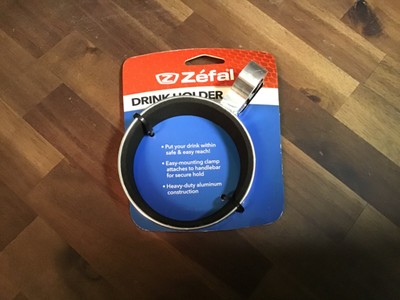 Zéfal
DRINK HOLDER
• Put your drink within
safe & easy reach!
• Easy-mounting clamp
attaches to handlebar
for secure hold
• Heavy-duty aluminum
construction